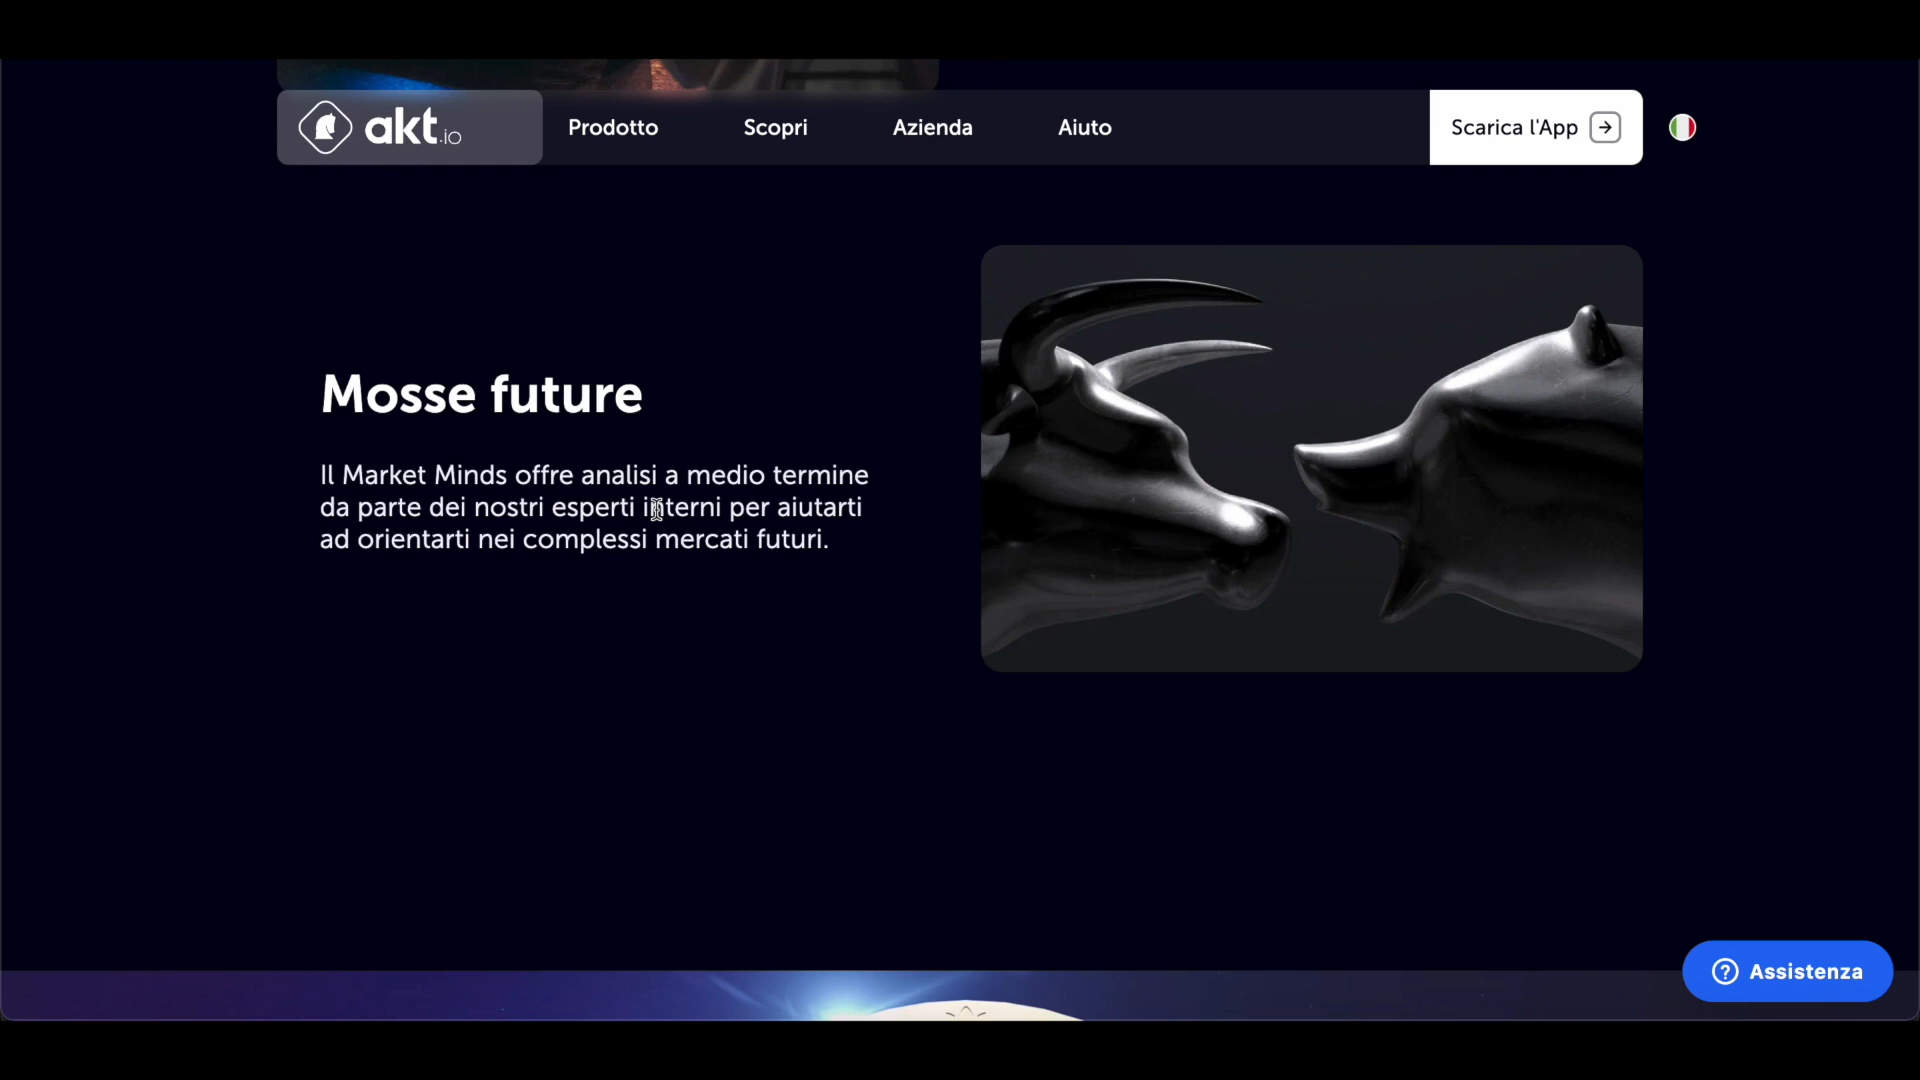 akt.io
Prodotto
Scopri
Azienda
Aiuto
Scarica l'App
Mosse future
Il Market Minds offre analisi a medio termine
da parte dei nostri esperti interni per aiutarti
ad orientarti nei complessi mercati futuri.
Assistenza